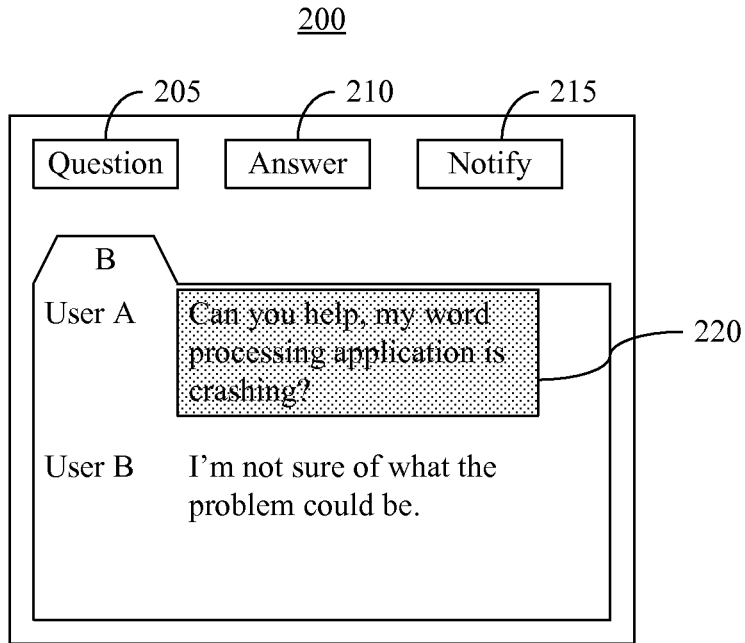 200
205 210 215
Question Answer Notify
B
User A Can you help, my word
processing application is
crashing?
220
User B I'm not sure of what the
problem could be.